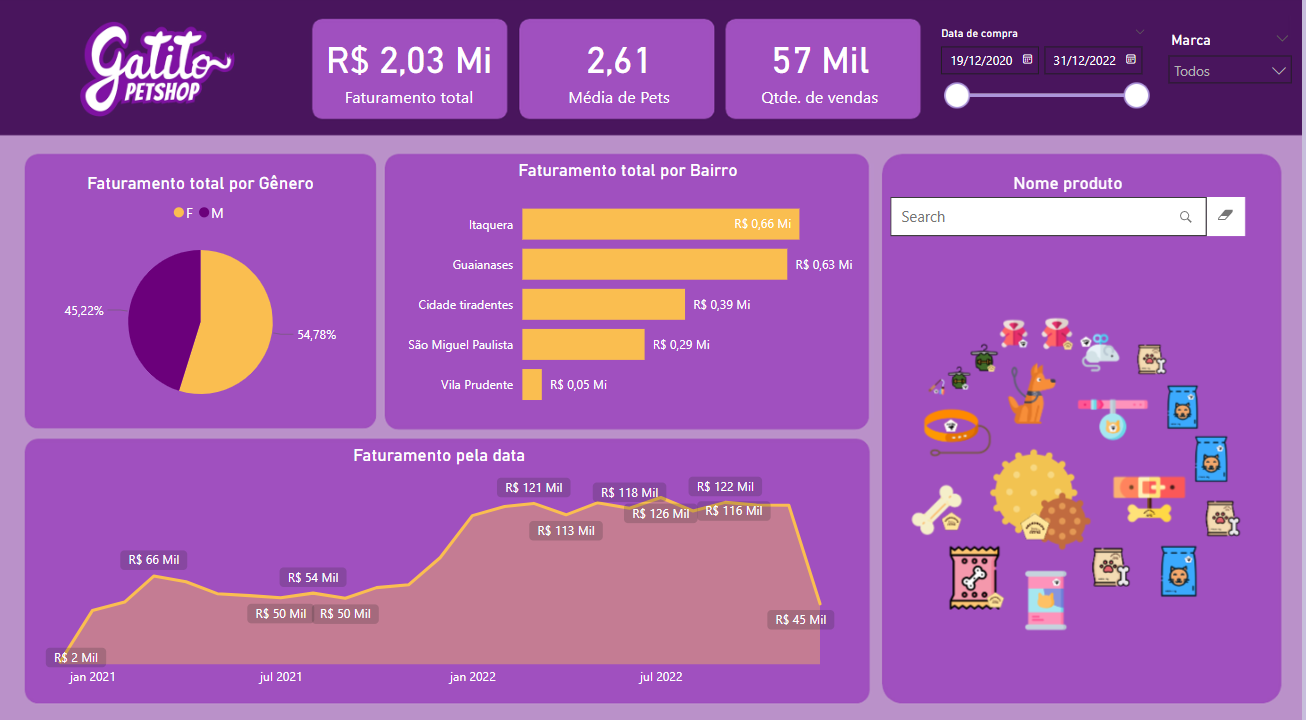 Gatito
PETSHOP
R$ 2,03 Mi
Faturamento total
2,61
Média de Pets
57 Mil
Qtde. de vendas
Data de compra
19/12/2020
31/12/2022
Marca
Todos
Faturamento total por Gênero
F M
45,22%
54,78%
Faturamento total por Bairro
Itaquera R$ 0,66 Mi
Guaianases R$ 0,63 Mi
Cidade tiradentes R$ 0,39 Mi
São Miguel Paulista R$ 0,29 Mi
Vila Prudente R$ 0,05 Mi
Nome produto
Search
Faturamento pela data
R$ 2 Mil
R$ 66 Mil
R$ 50 Mil
R$ 54 Mil
R$ 50 Mil
R$ 121 Mil
R$ 113 Mil
R$ 118 Mil
R$ 126 Mil
R$ 122 Mil
R$ 116 Mil
R$ 45 Mil
jan 2021 jul 2021 jan 2022 jul 2022